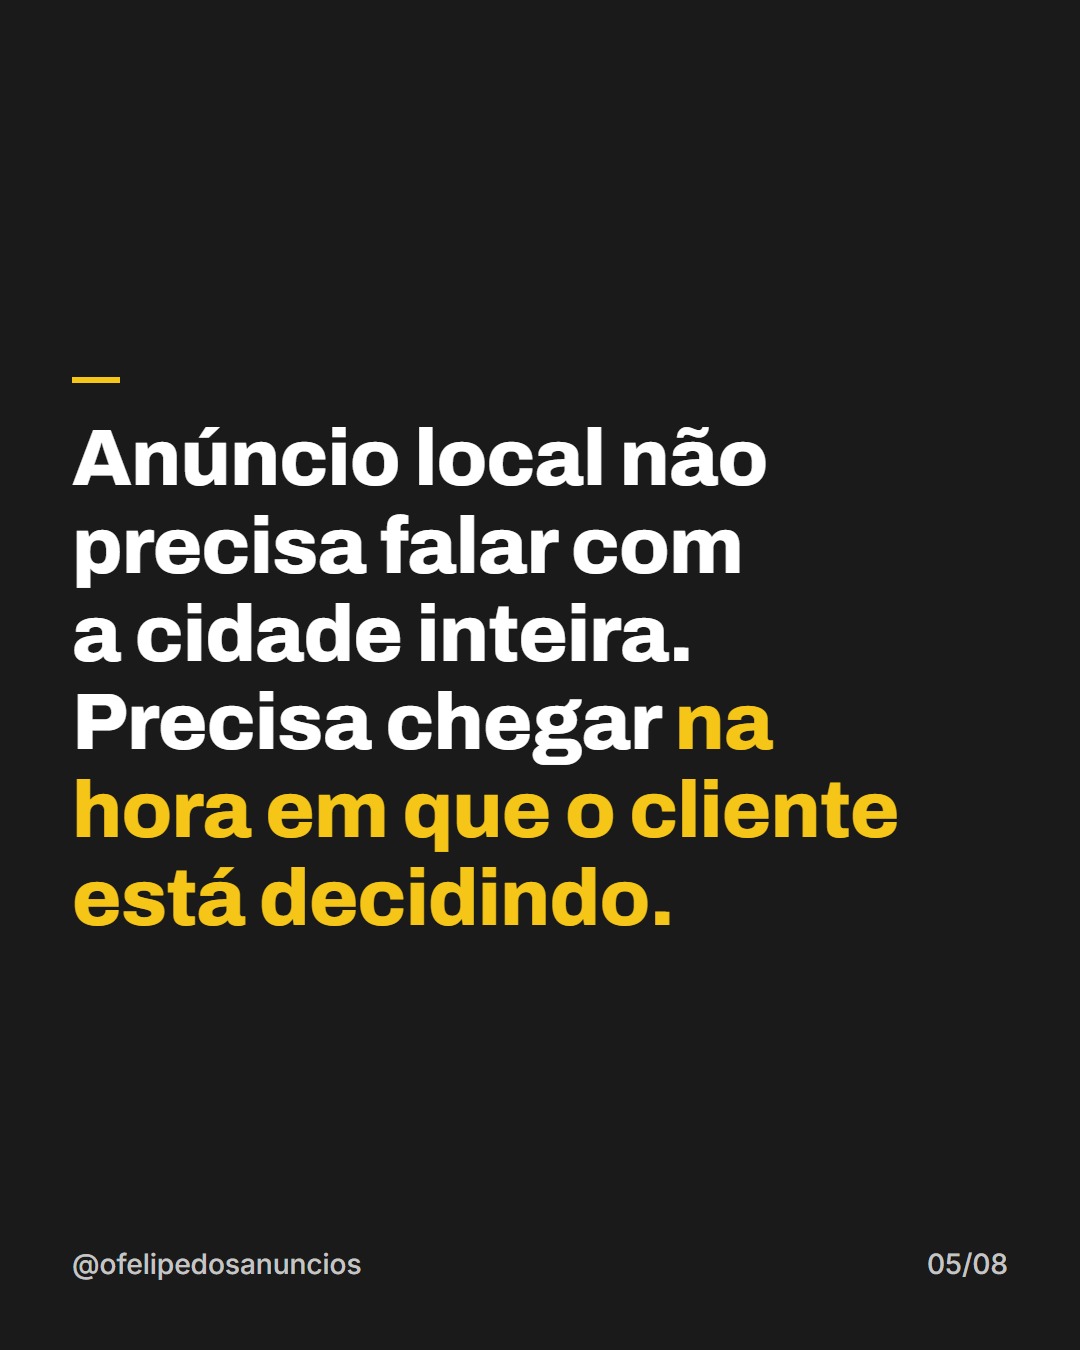 Anúncio local não
precisa falar com
a cidade inteira.
Precisa chegar na
hora em que o cliente
está decidindo.
@ofelipedosanuncios
05/08